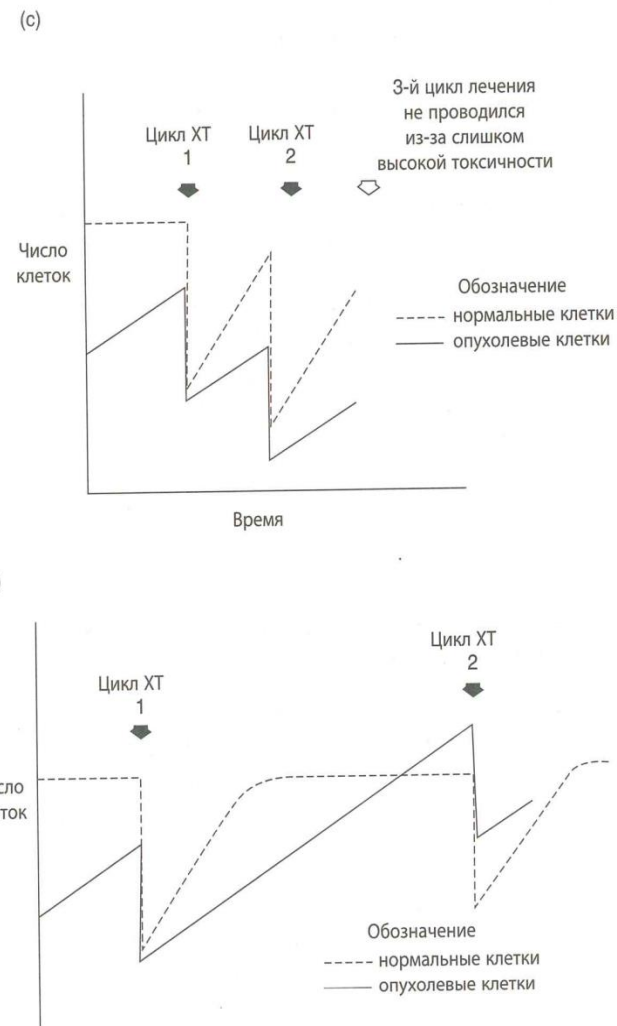 (c)
3-й цикл лечения
не проводился
из-за слишком
высокой токсичности
Цикл ХТ
1
Цикл ХТ
2
Число
клеток
Обозначение
нормальные клетки
опухолевые клетки
Время
Цикл ХТ
1
Цикл ХТ
2
Обозначение
нормальные клетки
опухолевые клетки